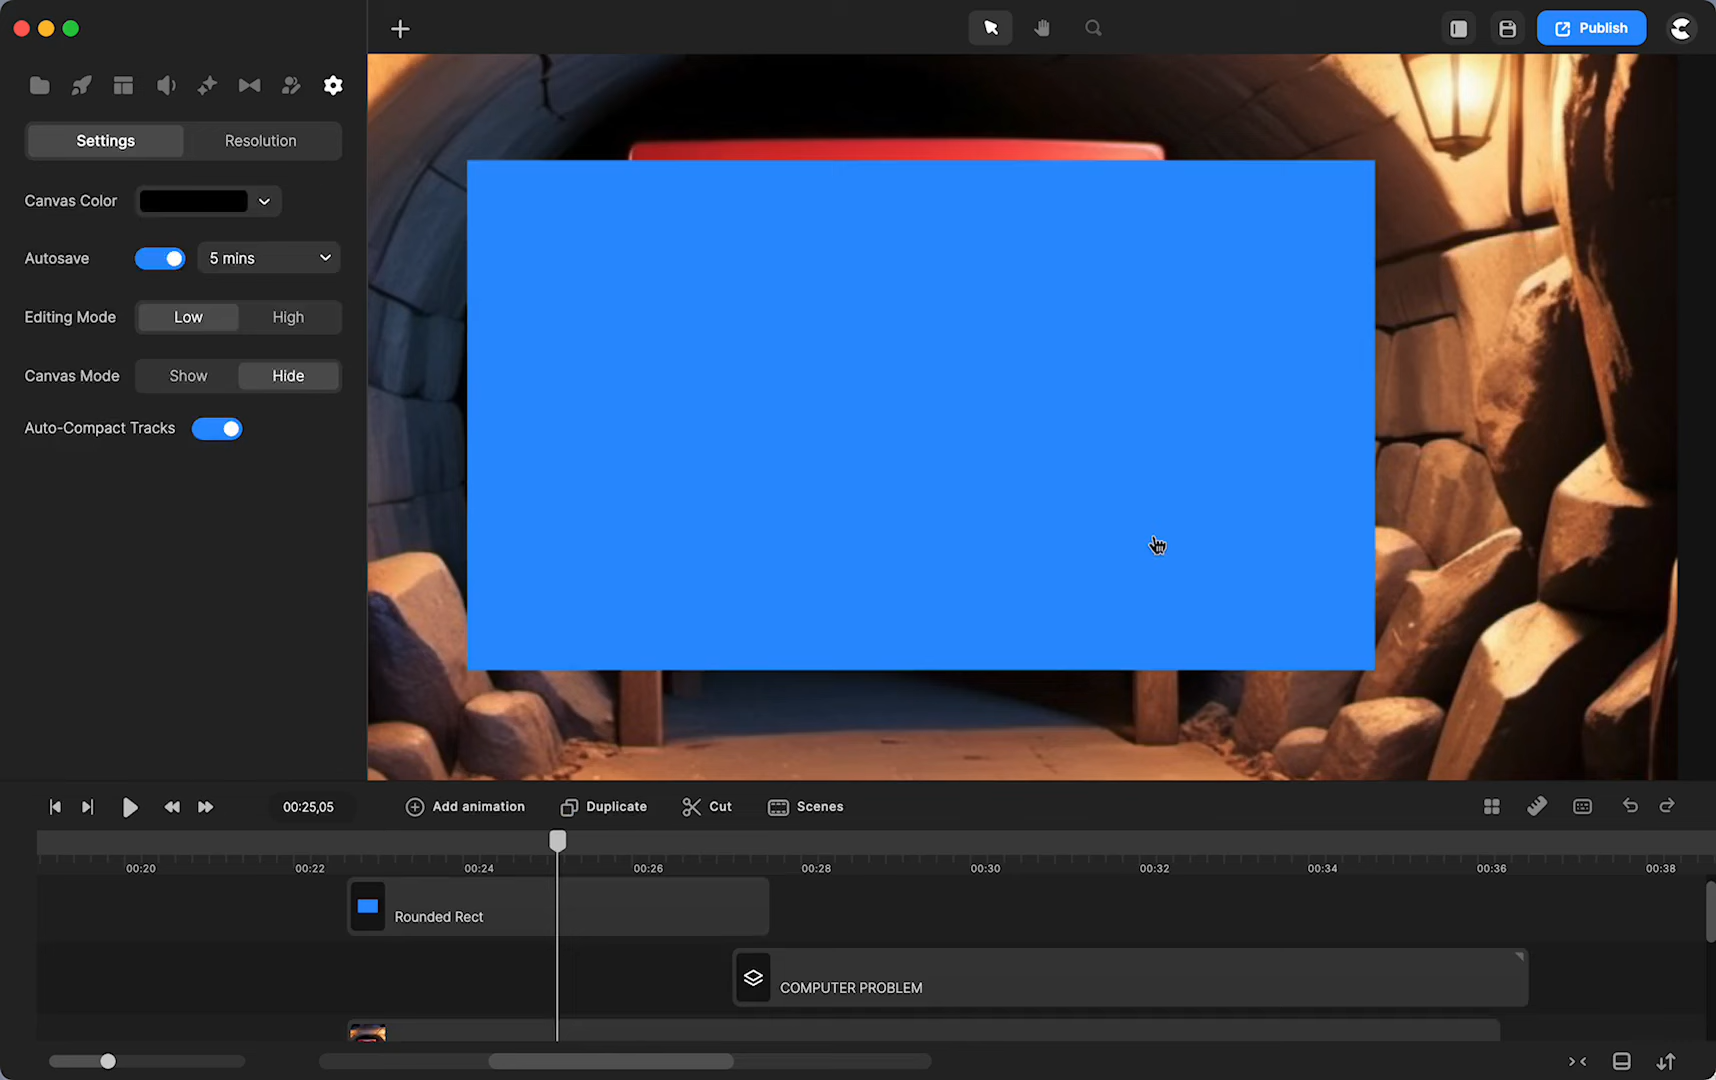 Publish
Settings
Resolution
Canvas Color
Autosave
5 mins
Editing Mode
Low
High
Canvas Mode
Show
Hide
Auto-Compact Tracks
00:25,05
Add animation
Duplicate
Cut
Scenes
00:20
00:22
00:24
00:26
00:28
00:30
00:32
00:34
00:36
00:38
Rounded Rect
COMPUTER PROBLEM